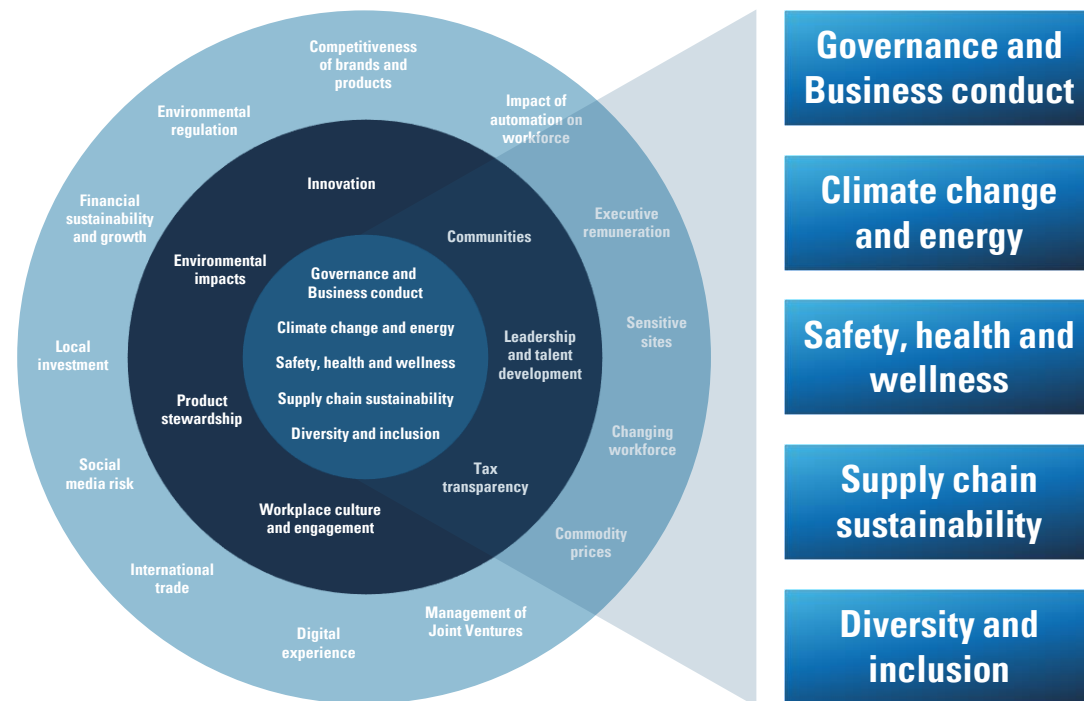 Competitiveness
of brands and
products
Impact of
automation on
workforce
Environmental
regulation
Financial
sustainability
and growth
Executive
remuneration
Local
investment
Sensitive
sites
Social
media risk
Changing
workforce
International
trade
Commodity
prices
Digital
experience
Management of
Joint Ventures
Innovation
Communities
Environmental
impacts
Leadership
and talent
development
Product
stewardship
Tax
transparency
Workplace culture
and engagement
Governance and
Business conduct
Climate change and energy
Safety, health and wellness
Supply chain sustainability
Diversity and inclusion
Governance and
Business conduct
Climate change
and energy
Safety, health and
wellness
Supply chain
sustainability
Diversity and
inclusion